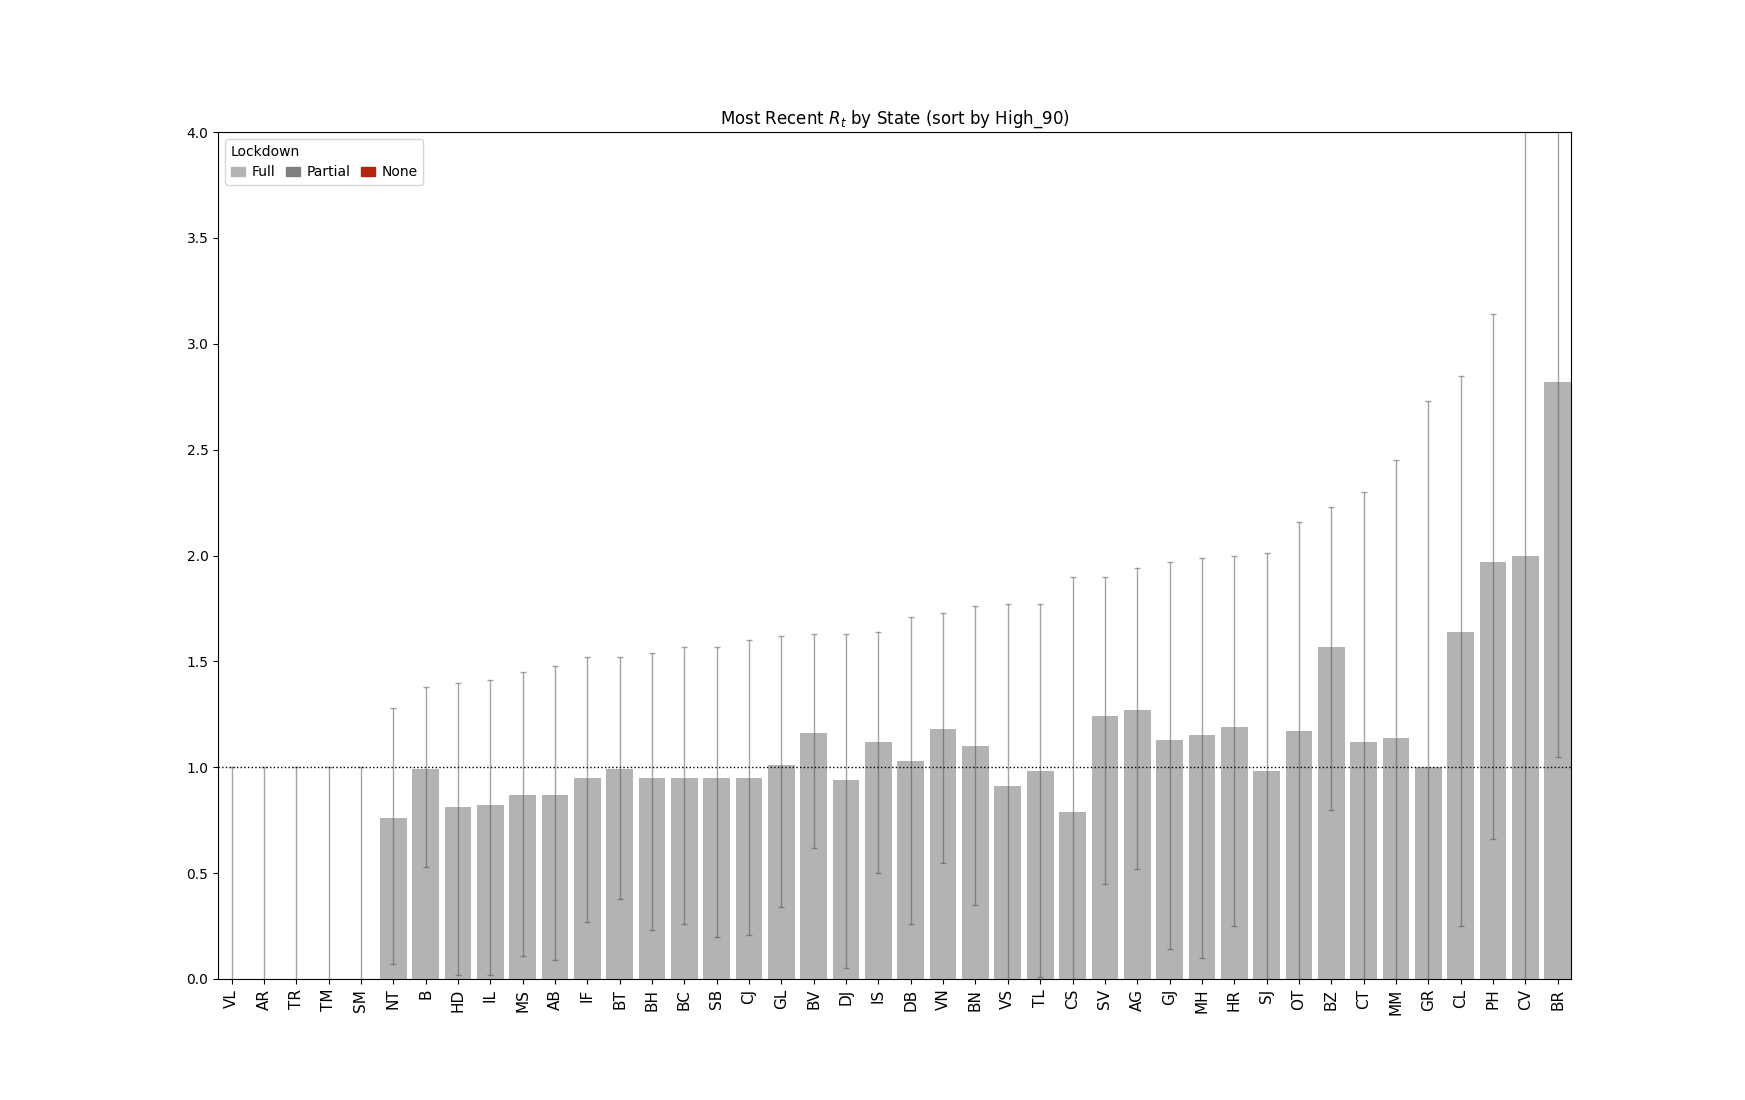 Most Recent R_t by State (sort by High_90)
Lockdown
Full Partial None
4.0
3.5
3.0
2.5
2.0
1.5
1.0
0.5
0.0
VL AR TR TM SM NT B HD IL MS AB IF BT BH BC SB CJ GL BV DJ IS DB VN BN VS TL CS SV AG GJ MH HR SJ OT BZ CT MM GR CL PH CV BR